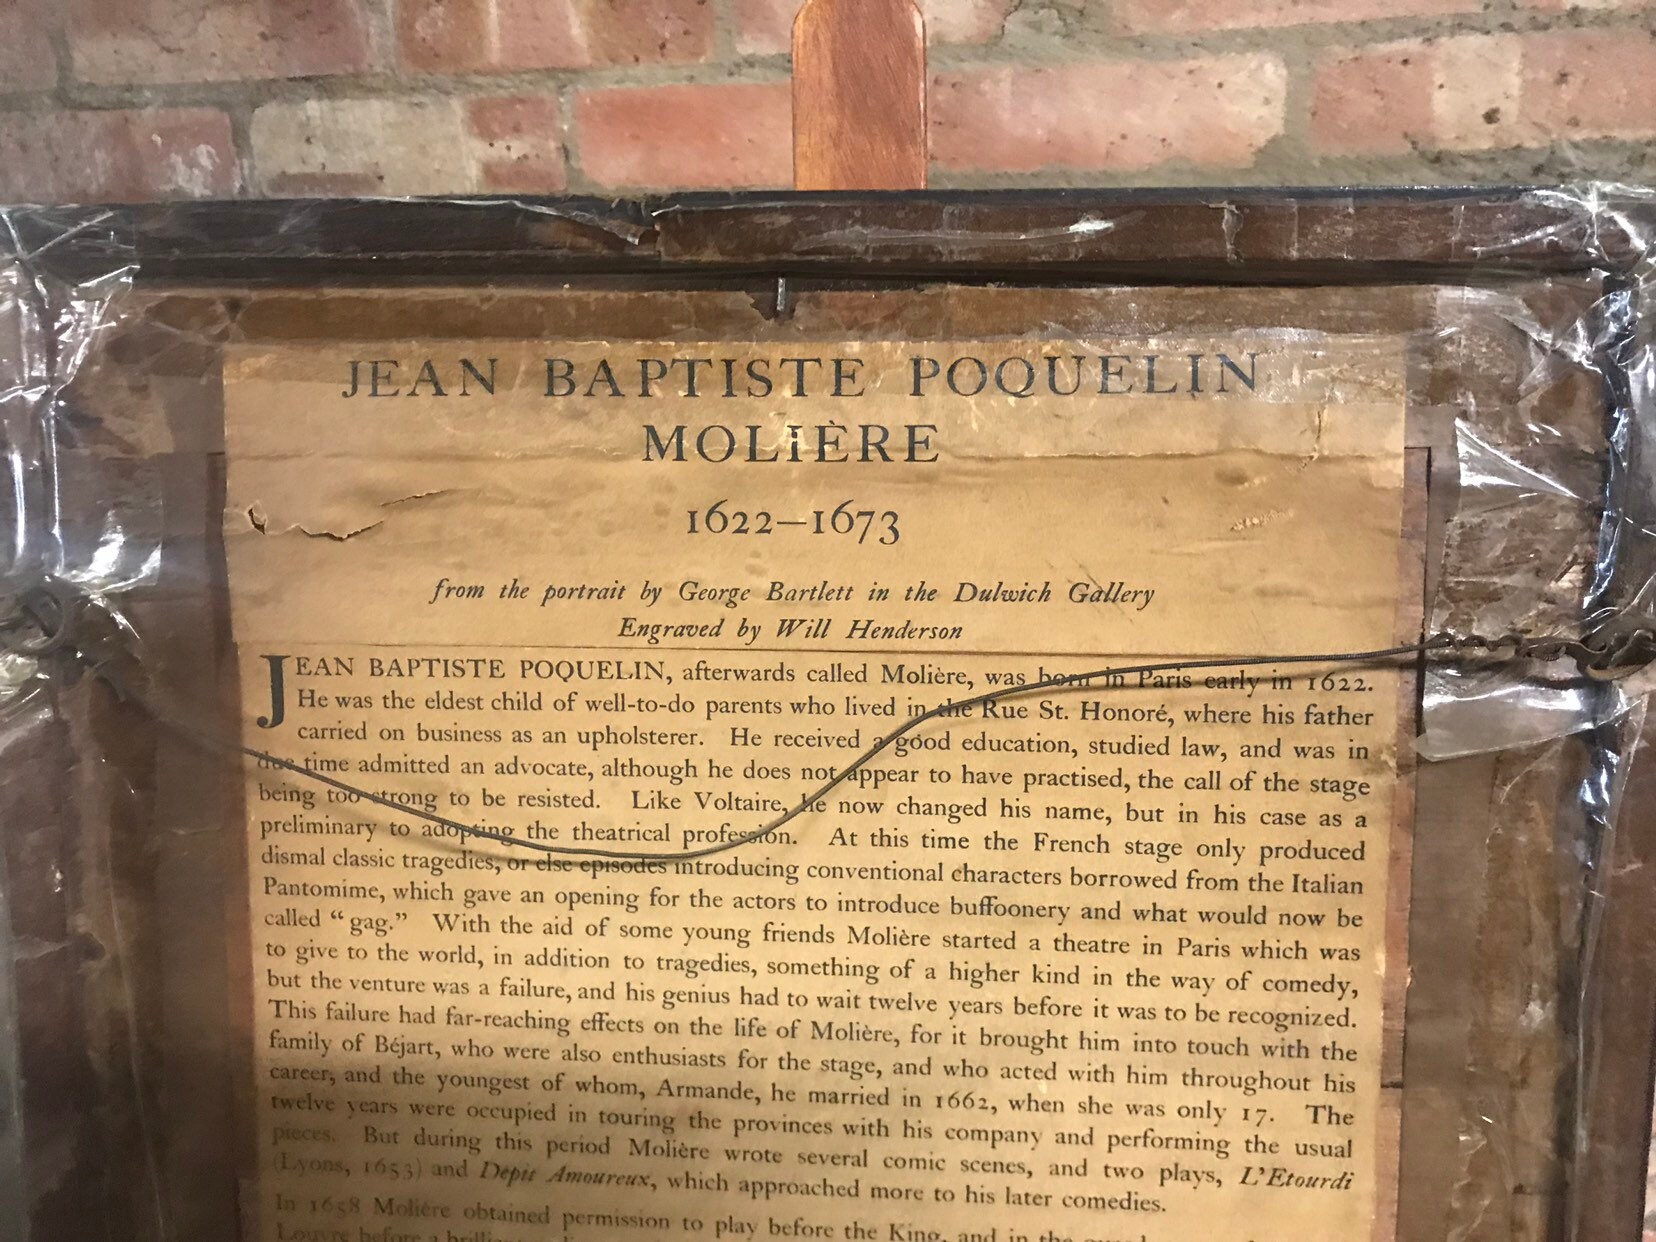 JEAN BAPTISTE POQUELIN
MOLIÈRE
1622–1673
from the portrait by George Bartlett in the Dulwich Gallery
Engraved by Will Henderson
JEAN BAPTISTE POQUELIN, afterwards called Molière, was born in Paris early in 1622.
He was the eldest child of well-to-do parents who lived in the Rue St. Honoré, where his father
carried on business as an upholsterer. He received a good education, studied law, and was in
due time admitted an advocate, although he does not appear to have practised, the call of the stage
being too strong to be resisted. Like Voltaire, he now changed his name, but in his case as a
preliminary to adopting the theatrical profession. At this time the French stage only produced
dismal classic tragedies, or else episodes introducing conventional characters borrowed from the Italian
Pantomime, which gave an opening for the actors to introduce buffoonery and what would now be
called “gag.” With the aid of some young friends Molière started a theatre in Paris which was
to give to the world, in addition to tragedies, something of a higher kind in the way of comedy,
but the venture was a failure, and his genius had to wait twelve years before it was to be recognized.
This failure had far-reaching effects on the life of Molière, for it brought him into touch with the
family of Béjart, who were also enthusiasts for the stage, and who acted with him throughout his
career, and the youngest of whom, Armande, he married in 1662, when she was only 17. The
twelve years were occupied in touring the provinces with his company and performing the usual
pieces. But during this period Molière wrote several comic scenes, and two plays, L'Etourdi
(Lyons, 1653) and Depit Amoureux, which approached more to his later comedies.
In 1658 Molière obtained permission to play before the King, and in the
Louvre before a